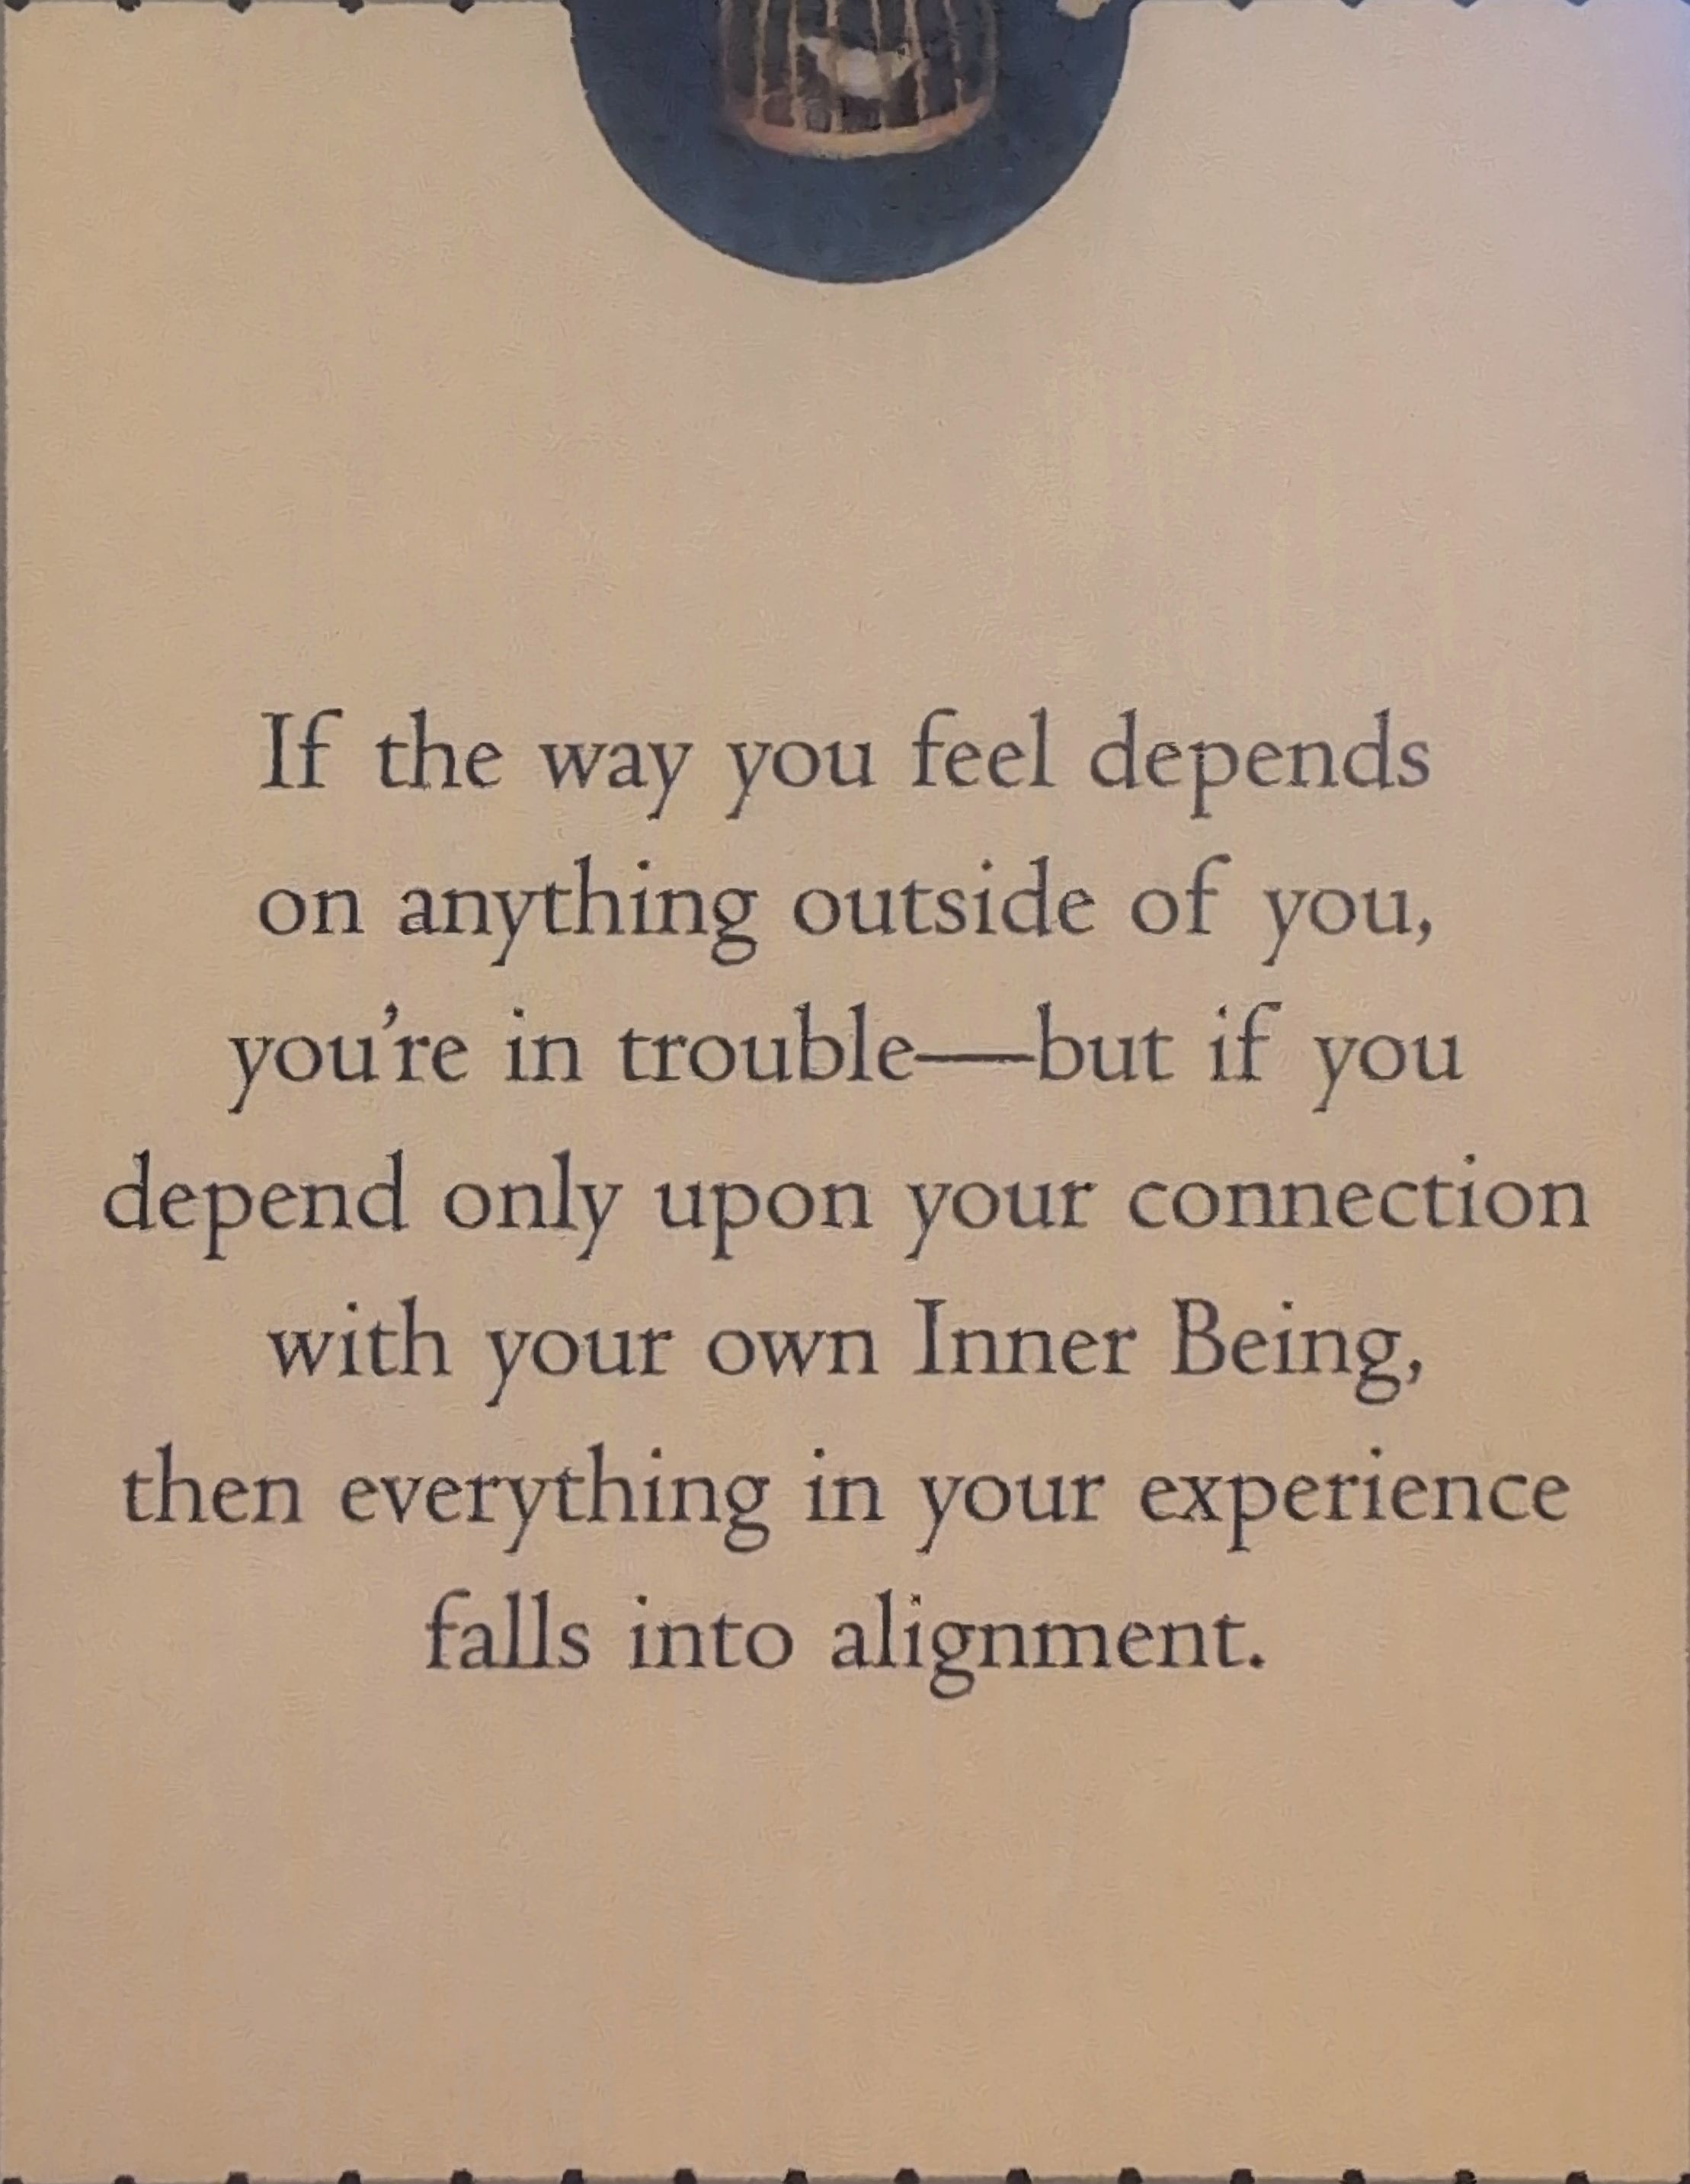 If the way you feel depends
on anything outside of you,
you’re in trouble—but if you
depend only upon your connection
with your own Inner Being,
then everything in your experience
falls into alignment.